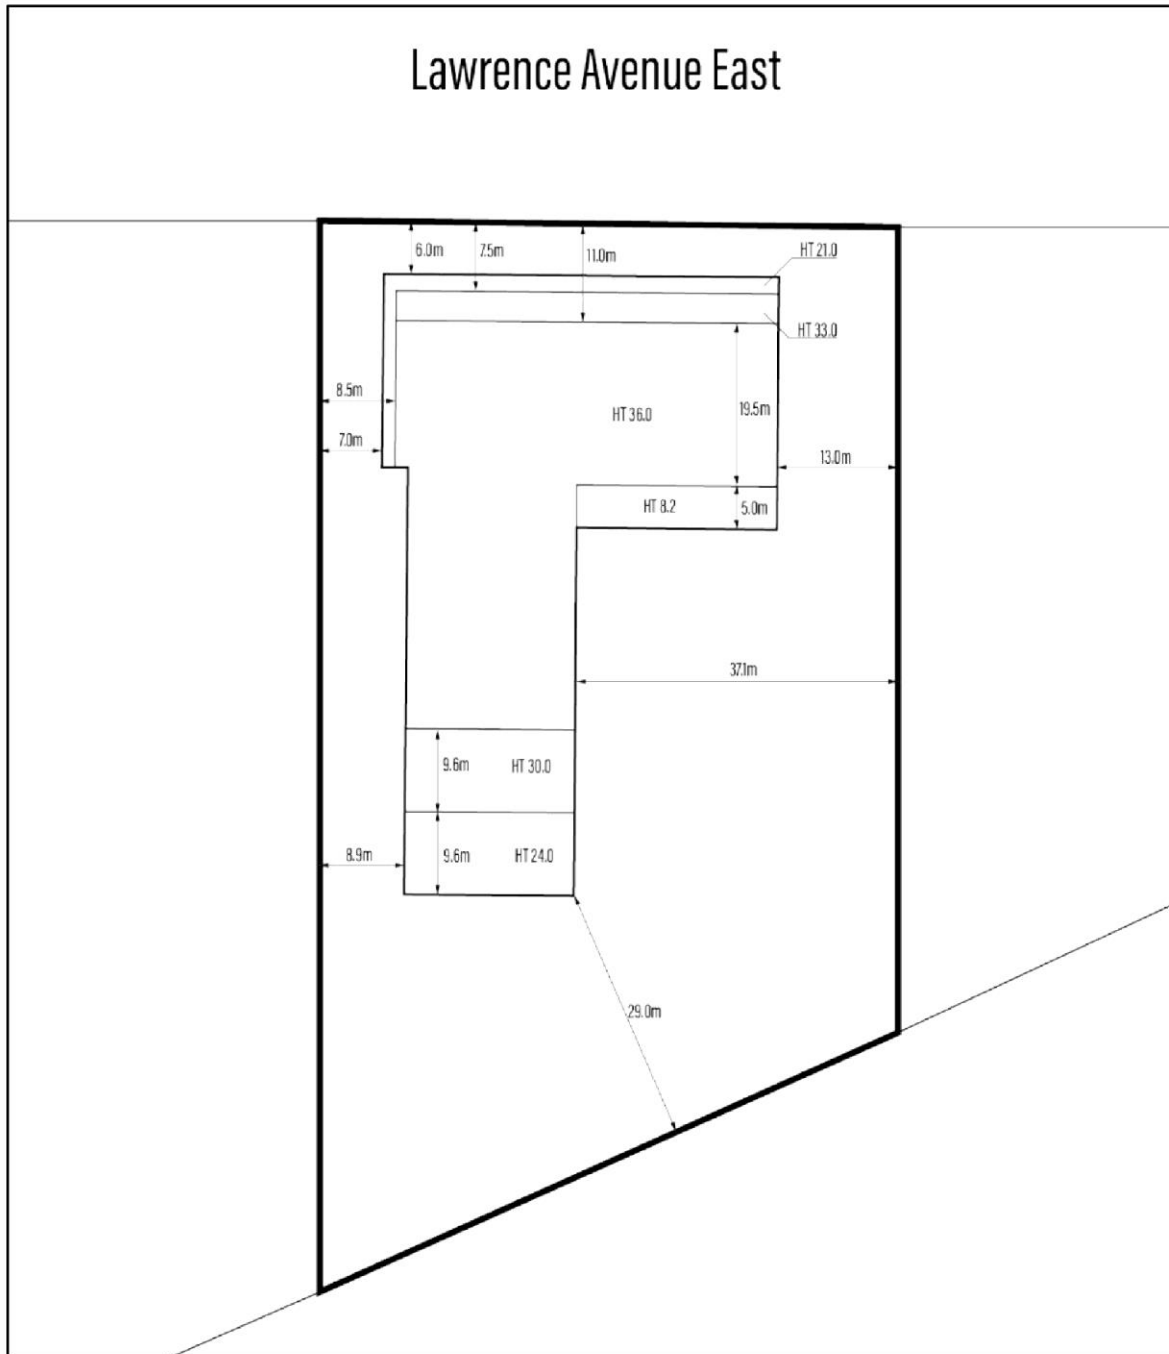 Lawrence Avenue East
6.0m
7.5m
11.0m
HT 21.0
HT 33.0
8.5m
HT 36.0
19.5m
7.0m
13.0m
HT 8.2
5.0m
37.1m
9.6m
HT 30.0
8.9m
9.6m
HT 24.0
29.0m